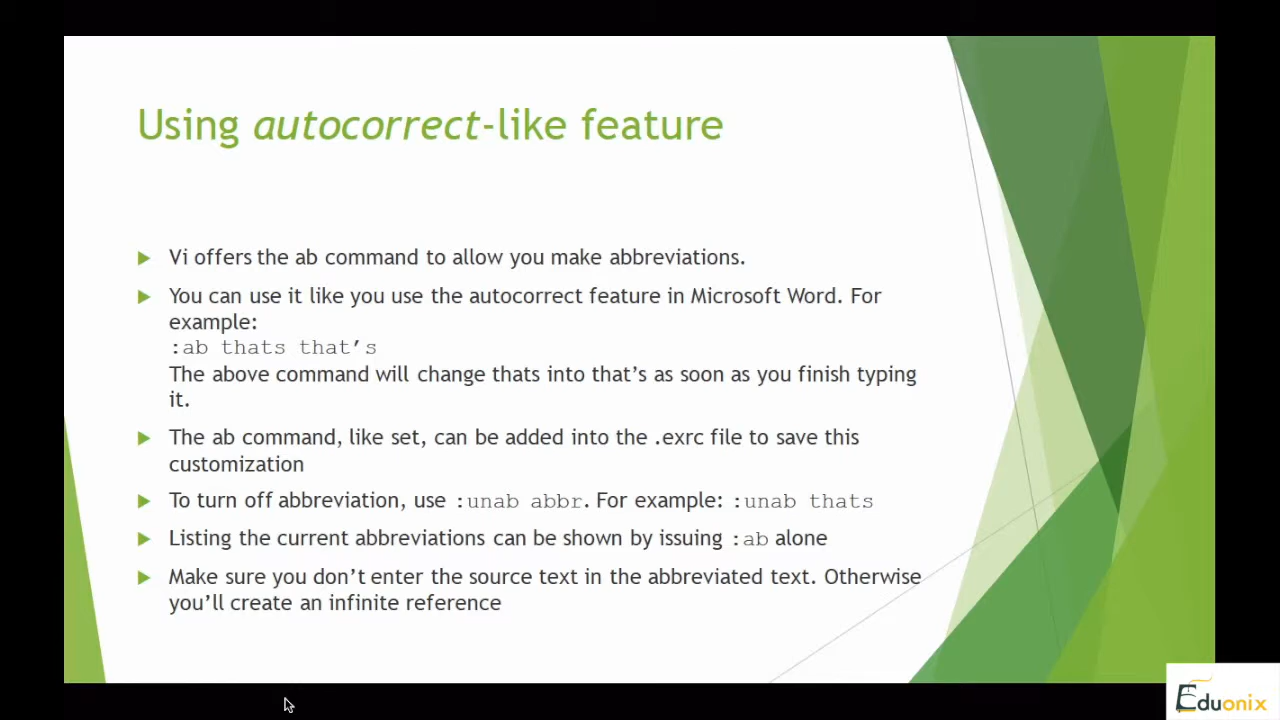 Using autocorrect-like feature
Vi offers the ab command to allow you make abbreviations.
You can use it like you use the autocorrect feature in Microsoft Word. For
example:
:ab thats that’s
The above command will change thats into that’s as soon as you finish typing
it.
The ab command, like set, can be added into the .exrc file to save this
customization
To turn off abbreviation, use :unab abbr. For example: :unab thats
Listing the current abbreviations can be shown by issuing :ab alone
Make sure you don’t enter the source text in the abbreviated text. Otherwise
you’ll create an infinite reference
Eduonix